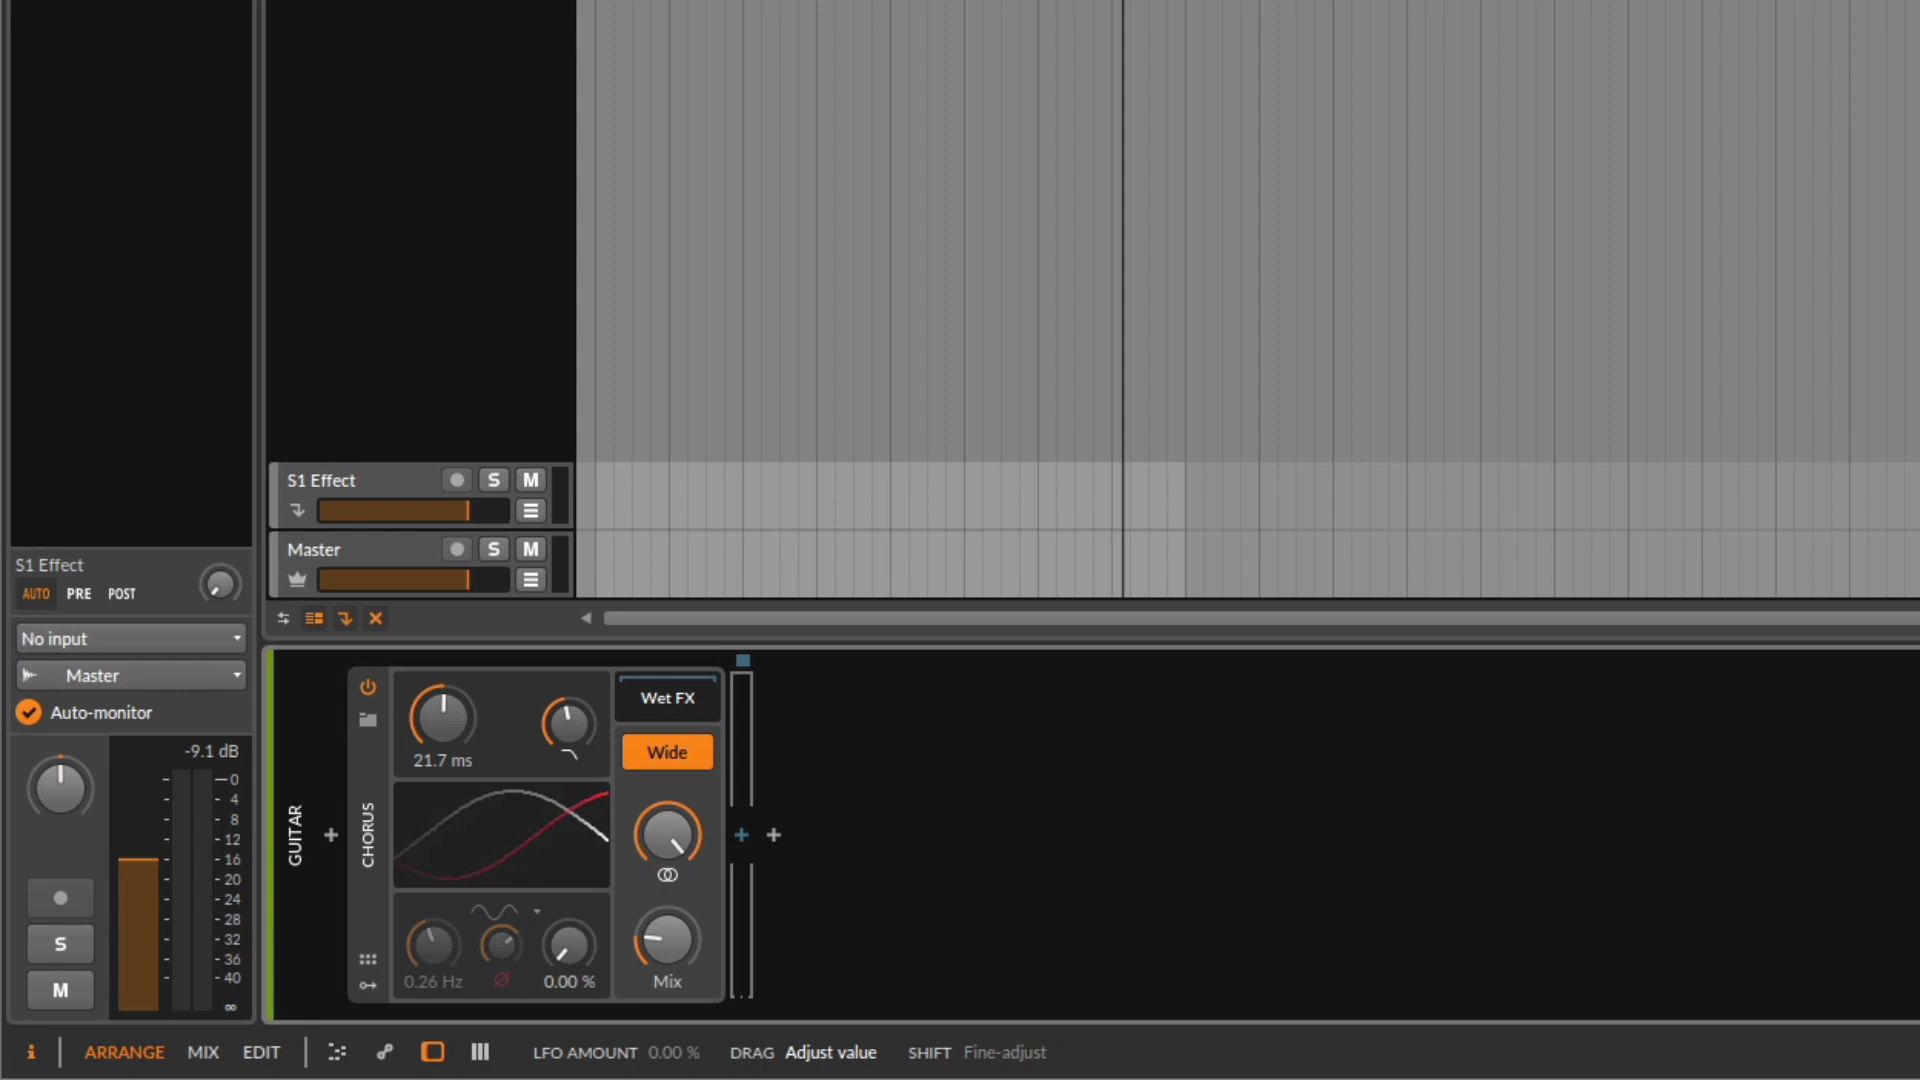 S1 Effect
S M
Master
S M
S1 Effect
AUTO PRE POST
No input
Master
Auto-monitor
-9.1 dB
0
4
8
12
16
20
24
28
32
36
40
∞
S
M
GUITAR
CHORUS
21.7 ms
0.26 Hz
0.00 %
Wet FX
Wide
Mix
ARRANGE MIX EDIT LFO AMOUNT 0.00 % DRAG Adjust value SHIFT Fine-adjust